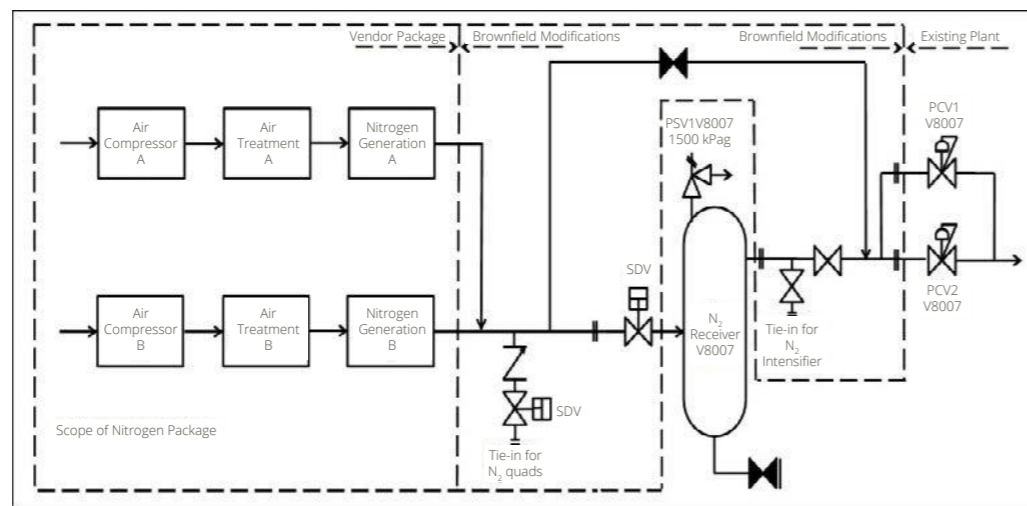 Vendor Package
Brownfield Modifications
Brownfield Modifications
Existing Plant
Air
Compressor
A
Air
Treatment A
Nitrogen
Generation
A
PSV1V8007
1500 kPag
PCV1
V8007
SDV
Air
Compressor
B
Air
Treatment B
Nitrogen
Generation
B
N₂
Receiver
V8007
PCV2
V8007
Tie-in for
N₂
Intensifier
SDV
Scope of Nitrogen Package
Tie-in for
N₂ quads